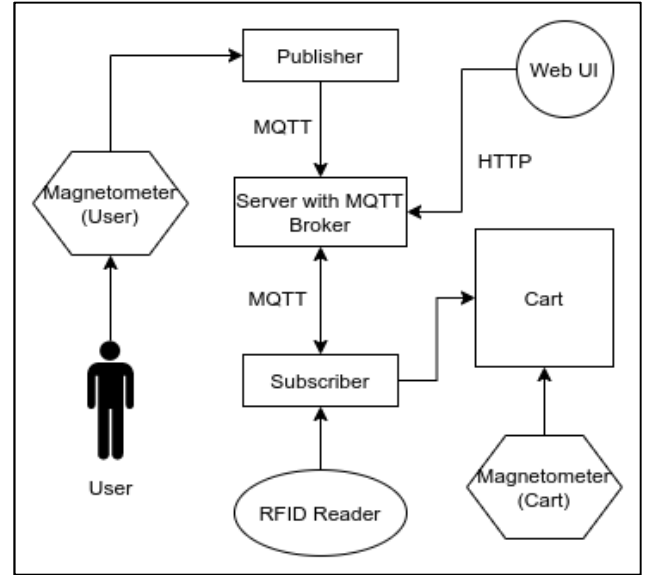 Publisher
Web UI
MQTT
HTTP
Magnetometer
(User)
Server with MQTT
Broker
MQTT
Cart
Subscriber
User
RFID Reader
Magnetometer
(Cart)